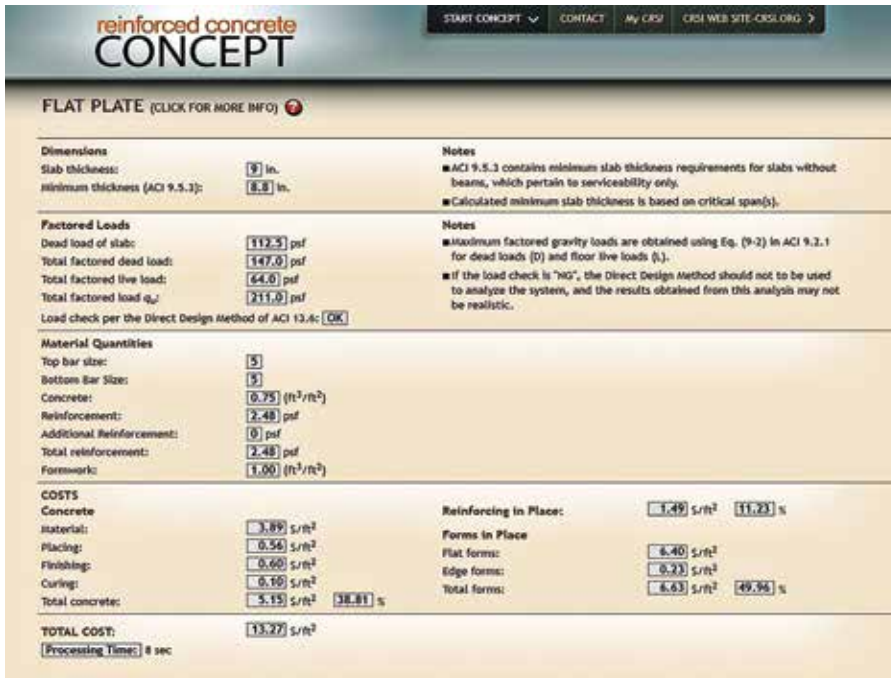 reinforced concrete
CONCEPT
START CONCEPT CONTACT My CRSI CRSI WEB SITE-CRSI.ORG >
FLAT PLATE (CLICK FOR MORE INFO) ?
Dimensions
Slab thickness: 9 in.
Minimum thickness (ACI 9.5.3): 8.8 in.
Notes
■ACI 9.5.3 contains minimum slab thickness requirements for slabs without
beams, which pertain to serviceability only.
■Calculated minimum slab thickness is based on critical span(s).
Factored Loads
Dead load of slab: 112.5 psf
Total factored dead load: 147.0 psf
Total factored live load: 64.0 psf
Total factored load qu: 211.0 psf
Load check per the Direct Design Method of ACI 13.6: OK
Notes
■Maximum factored gravity loads are obtained using Eq. (9-2) in ACI 9.2.1
for dead loads (D) and floor live loads (L).
■If the load check is "NG", the Direct Design Method should not to be used
to analyze the system, and the results obtained from this analysis may not
be realistic.
Material Quantities
Top bar size: 5
Bottom Bar Size: 5
Concrete: 0.75 (ft³/ft²)
Reinforcement: 2.48 psf
Additional Reinforcement: 0 psf
Total reinforcement: 2.48 psf
Formwork: 1.00 (ft³/ft²)
COSTS
Concrete
Material: 3.89 $/ft²
Placing: 0.56 $/ft²
Finishing: 0.60 $/ft²
Curing: 0.10 $/ft²
Total concrete: 5.15 $/ft² 38.81 %
Reinforcing in Place: 1.49 $/ft² 11.23 %
Forms in Place
Flat forms: 6.40 $/ft²
Edge forms: 0.23 $/ft²
Total forms: 6.63 $/ft² 49.96 %
TOTAL COST: 13.27 $/ft²
Processing Time: 8 sec